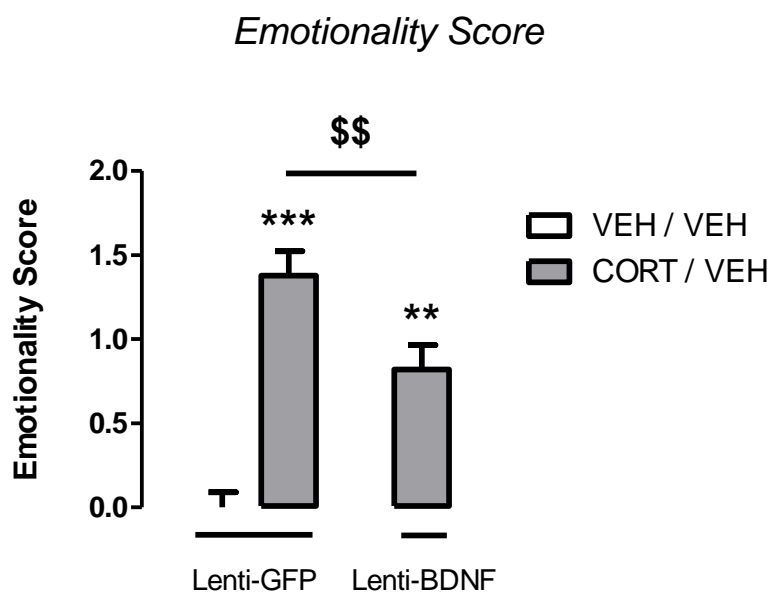 Emotionality Score
$$
2.0
***
VEH / VEH
1.5
CORT / VEH
**
1.0
0.5
0.0
Emotionality Score
Lenti-GFP
Lenti-BDNF